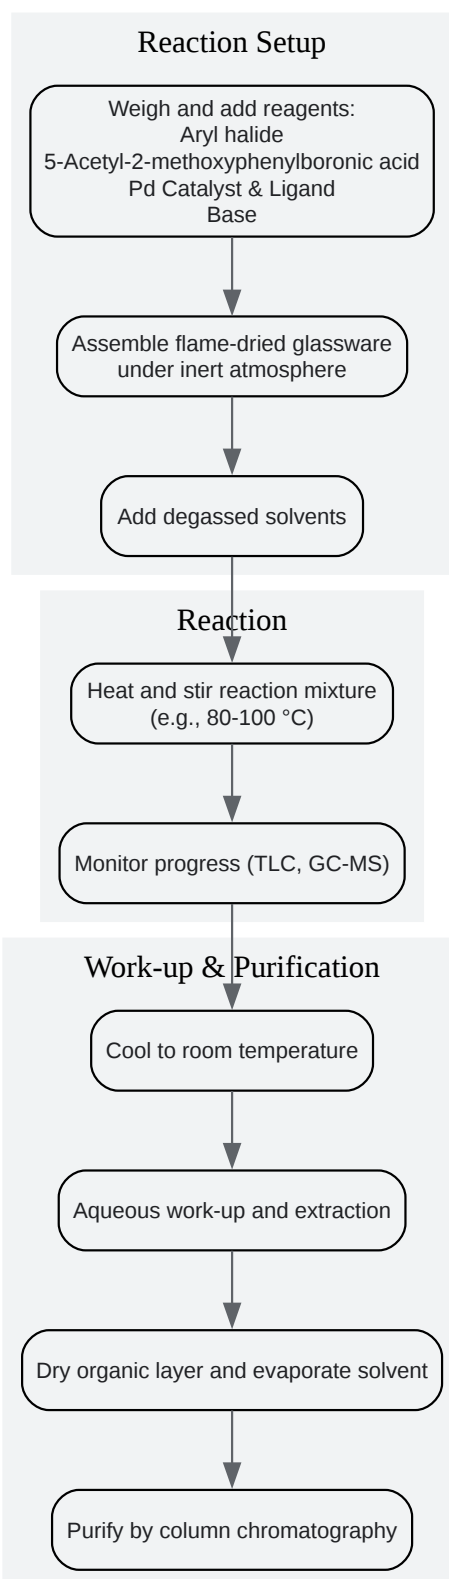 Reaction Setup
Weigh and add reagents:
Aryl halide
5-Acetyl-2-methoxyphenylboronic acid
Pd Catalyst & Ligand
Base
Assemble flame-dried glassware
under inert atmosphere
Add degassed solvents
Reaction
Heat and stir reaction mixture
(e.g., 80-100 °C)
Monitor progress (TLC, GC-MS)
Work-up & Purification
Cool to room temperature
Aqueous work-up and extraction
Dry organic layer and evaporate solvent
Purify by column chromatography